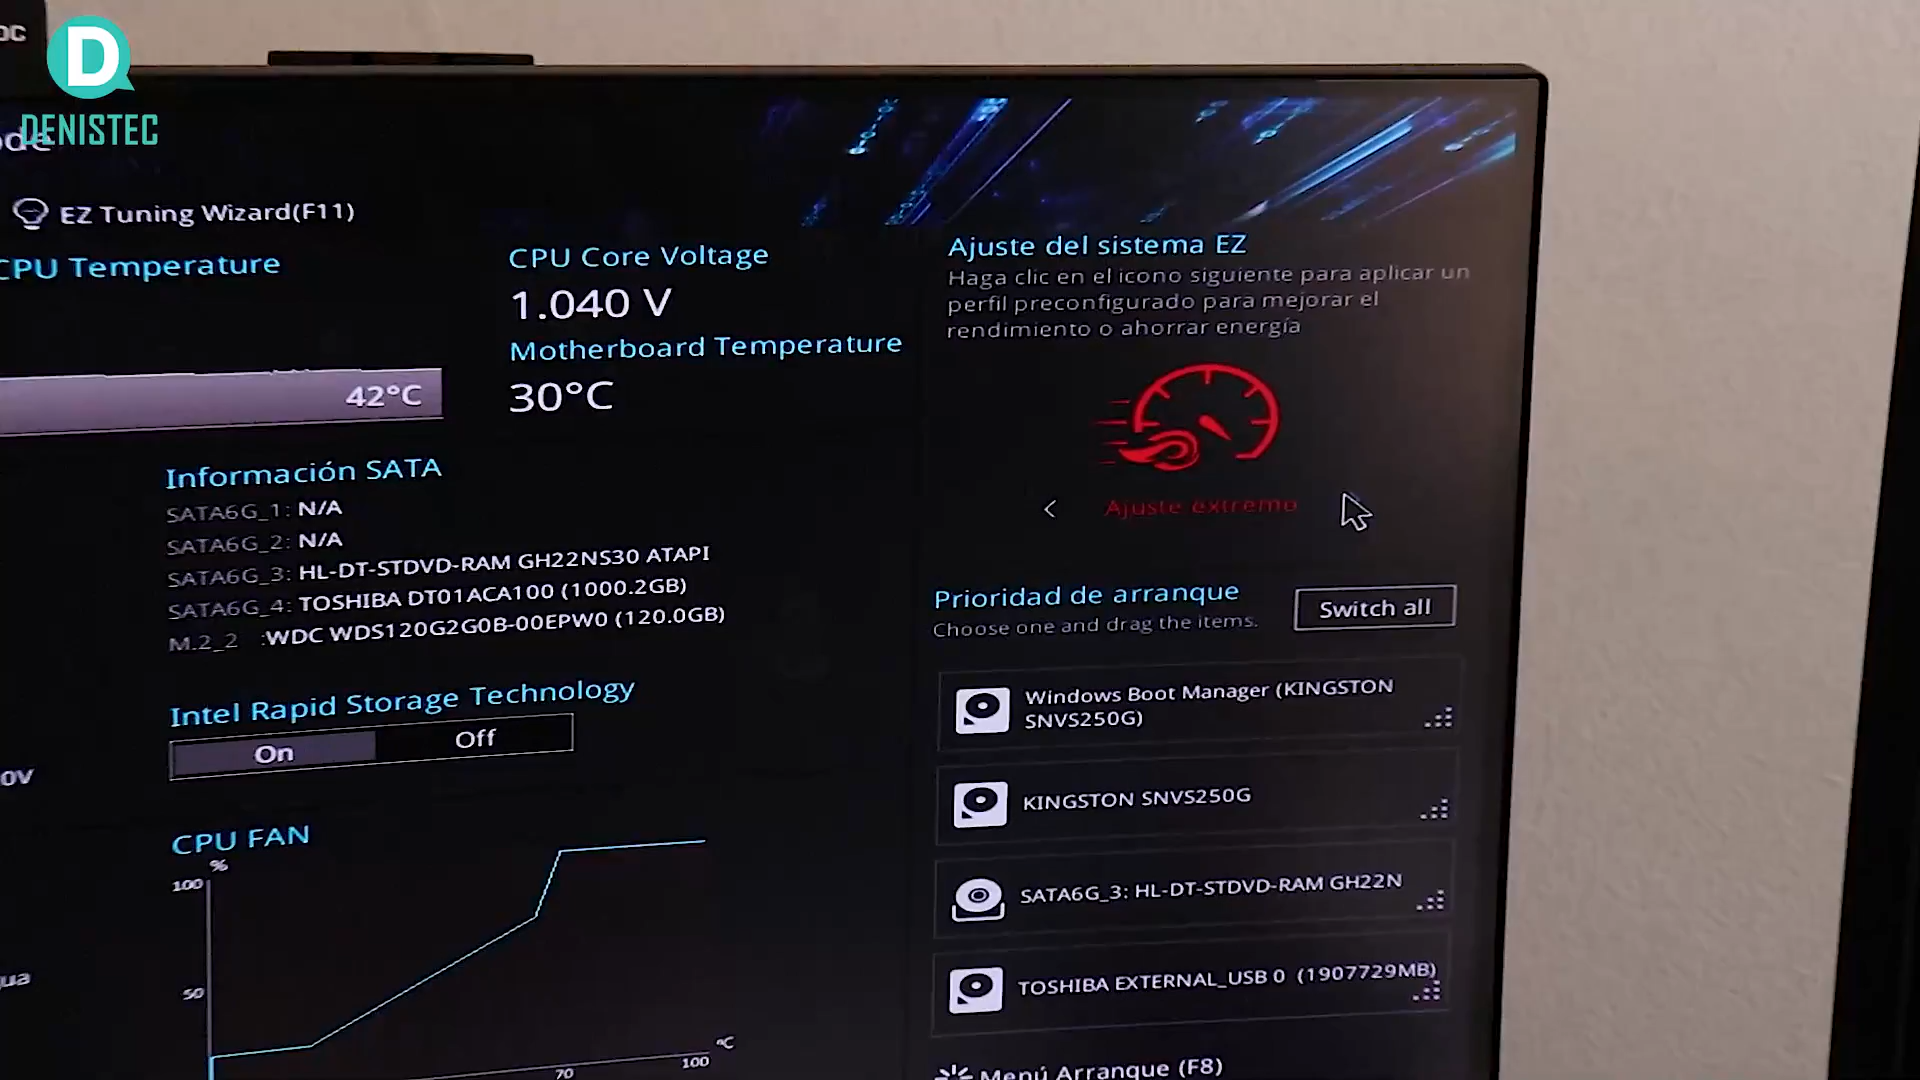 DENISTEC
EZ Tuning Wizard(F11)
CPU Temperature
42°C
CPU Core Voltage
1.040 V
Motherboard Temperature
30°C
Ajuste del sistema EZ
Haga clic en el icono siguiente para aplicar un
perfil preconfigurado para mejorar el
rendimiento o ahorrar energía
Ajuste extremo
Información SATA
SATA6G_1: N/A
SATA6G_2: N/A
SATA6G_3: HL-DT-STDVD-RAM GH22NS30 ATAPI
SATA6G_4: TOSHIBA DT01ACA100 (1000.2GB)
M.2_2 :WDC WDS120G2G0B-00EPW0 (120.0GB)
Intel Rapid Storage Technology
On Off
CPU FAN
%
100
50
70
100
°C
Prioridad de arranque
Choose one and drag the items.
Switch all
Windows Boot Manager (KINGSTON
SNVS250G)
KINGSTON SNVS250G
SATA6G_3: HL-DT-STDVD-RAM GH22N
TOSHIBA EXTERNAL_USB 0 (1907729MB)
Menú Arranque (F8)